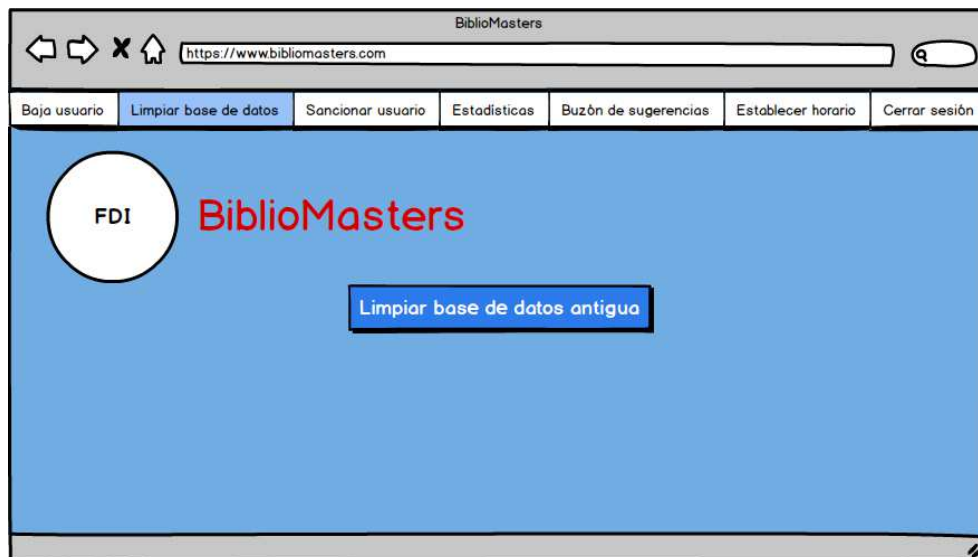 BiblioMasters
https://www.bibliomasters.com
Baja usuario Limpiar base de datos Sancionar usuario Estadísticas Buzón de sugerencias Establecer horario Cerrar sesión
FDI
BiblioMasters
Limpiar base de datos antigua